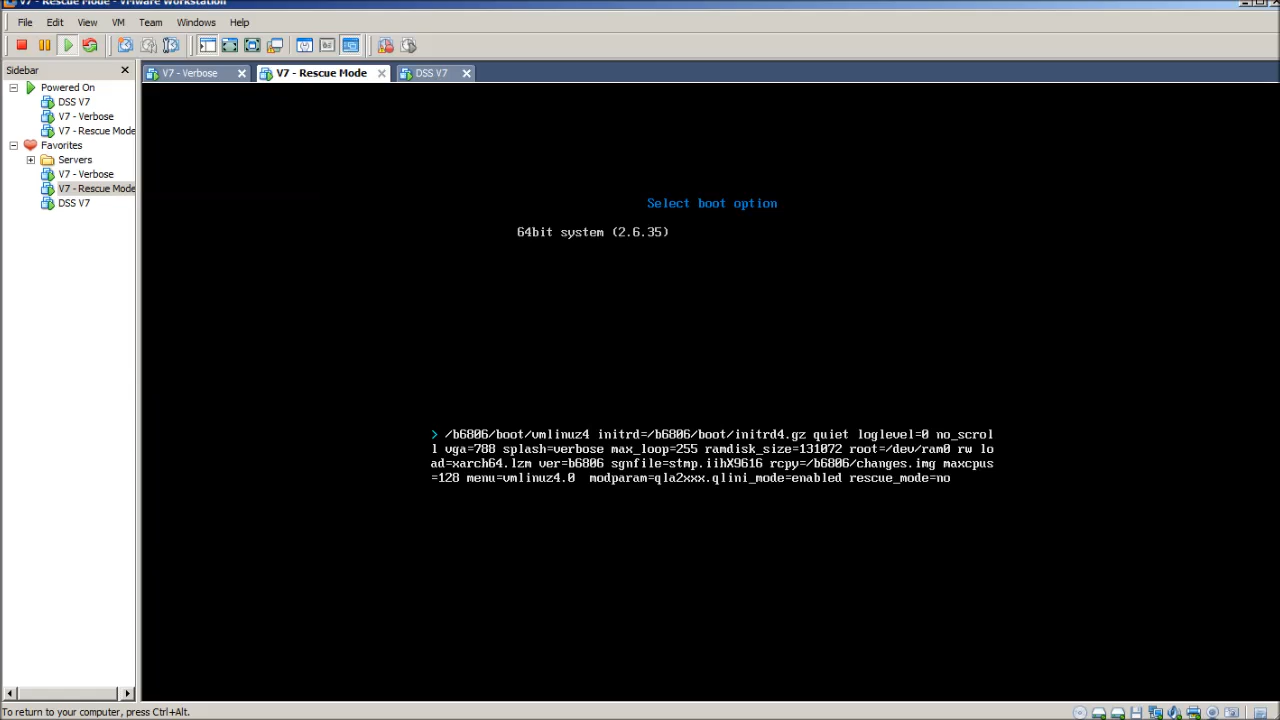 V7 - Rescue Mode - VMware Workstation
File Edit View VM Team Windows Help
Sidebar
V7 - Verbose
V7 - Rescue Mode
DSS V7
Powered On
DSS V7
V7 - Verbose
V7 - Rescue Mode
Favorites
Servers
V7 - Verbose
V7 - Rescue Mode
DSS V7
Select boot option
64bit system (2.6.35)
> /b6806/boot/vmlinuz4 initrd=/b6806/boot/initrd4.gz quiet loglevel=0 no_scrol
l vga=788 splash=verbose max_loop=255 ramdisk_size=131072 root=/dev/ram0 rw lo
ad=xarch64.lzm ver=b6806 sgnfile=stmp.iihX9616 rcpy=/b6806/changes.img maxcpus
=128 menu=vmlinuz4.0  modparam=qla2xxx.qlini_mode=enabled rescue_mode=no
To return to your computer, press Ctrl+Alt.